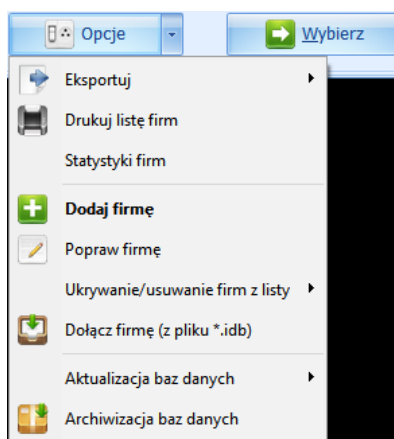 Opcje
Wybierz
Eksportuj
Drukuj listę firm
Statystyki firm
Dodaj firmę
Popraw firmę
Ukrywanie/usuwanie firm z listy
Dołącz firmę (z pliku *.idb)
Aktualizacja baz danych
Archiwizacja baz danych